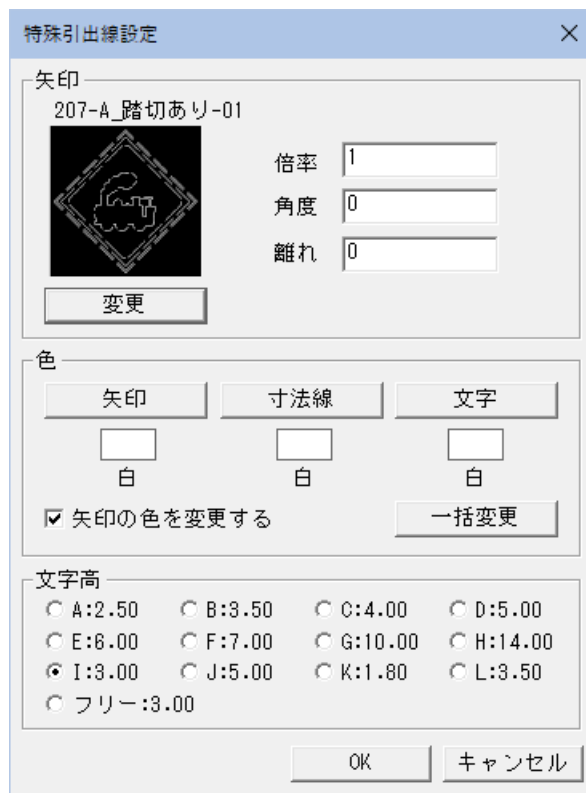 特殊引出線設定
矢印
207-A_踏切あり-01
倍率 1
角度 0
離れ 0
変更
色
矢印 寸法線 文字
白 白 白
矢印の色を変更する 一括変更
文字高
A:2.50 B:3.50 C:4.00 D:5.00
E:6.00 F:7.00 G:10.00 H:14.00
I:3.00 J:5.00 K:1.80 L:3.50
フリー:3.00
OK キャンセル